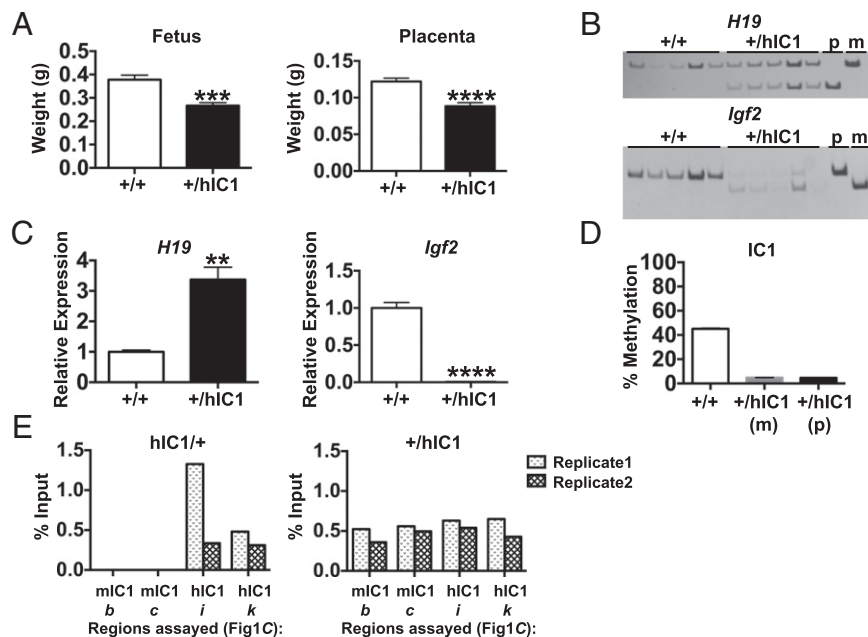 A
Fetus
Weight (g)
0.5
0.4
0.3
0.2
0.1
0.0
***
+/+
+/hIC1
Placenta
Weight (g)
0.15
0.10
0.05
0.00
****
+/+
+/hIC1
B
H19
+/+ +/hIC1 p m
Igf2
+/+ +/hIC1 p m
C
H19
Relative Expression
4
3
2
1
0
**
+/+
+/hIC1
Igf2
Relative Expression
1.5
1.0
0.5
0.0
****
+/+
+/hIC1
D
IC1
% Methylation
100
80
60
40
20
0
+/+ +/hIC1 +/hIC1
(m) (p)
E
hIC1/+
% Input
1.5
1.0
0.5
0.0
mIC1 mIC1 hIC1 hIC1
b c i k
Regions assayed (Fig1C):
+/hIC1
% Input
1.5
1.0
0.5
0.0
mIC1 mIC1 hIC1 hIC1
b c i k
Regions assayed (Fig1C):
Replicate1
Replicate2